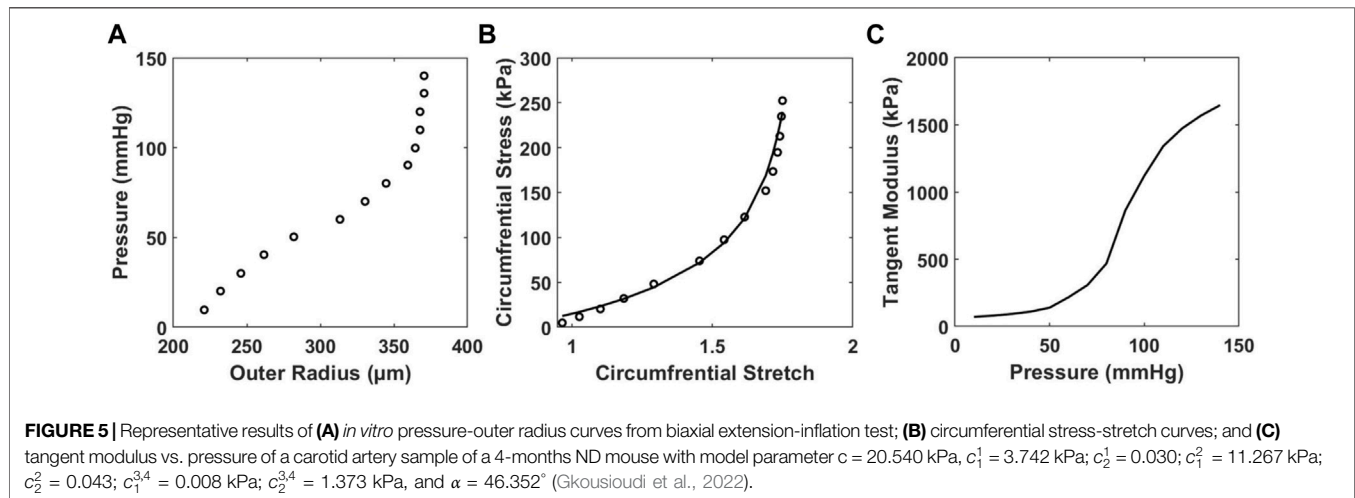 A
Pressure (mmHg)
150
100
50
0
200
250
300
350
400
Outer Radius (µm)
B
Circumfrential Stress (kPa)
300
250
200
150
100
50
0
1
1.5
2
Circumfrential Stretch
C
Tangent Modulus (kPa)
2000
1500
1000
500
0
0
50
100
150
Pressure (mmHg)
FIGURE 5 | Representative results of (A) in vitro pressure-outer radius curves from biaxial extension-inflation test; (B) circumferential stress-stretch curves; and (C)
tangent modulus vs. pressure of a carotid artery sample of a 4-months ND mouse with model parameter c = 20.540 kPa, c₁¹ = 3.742 kPa; c₂¹ = 0.030; c₁² = 11.267 kPa;
c₂² = 0.043; c₁³,⁴ = 0.008 kPa; c₂³,⁴ = 1.373 kPa, and α = 46.352° (Gkousioudi et al., 2022).